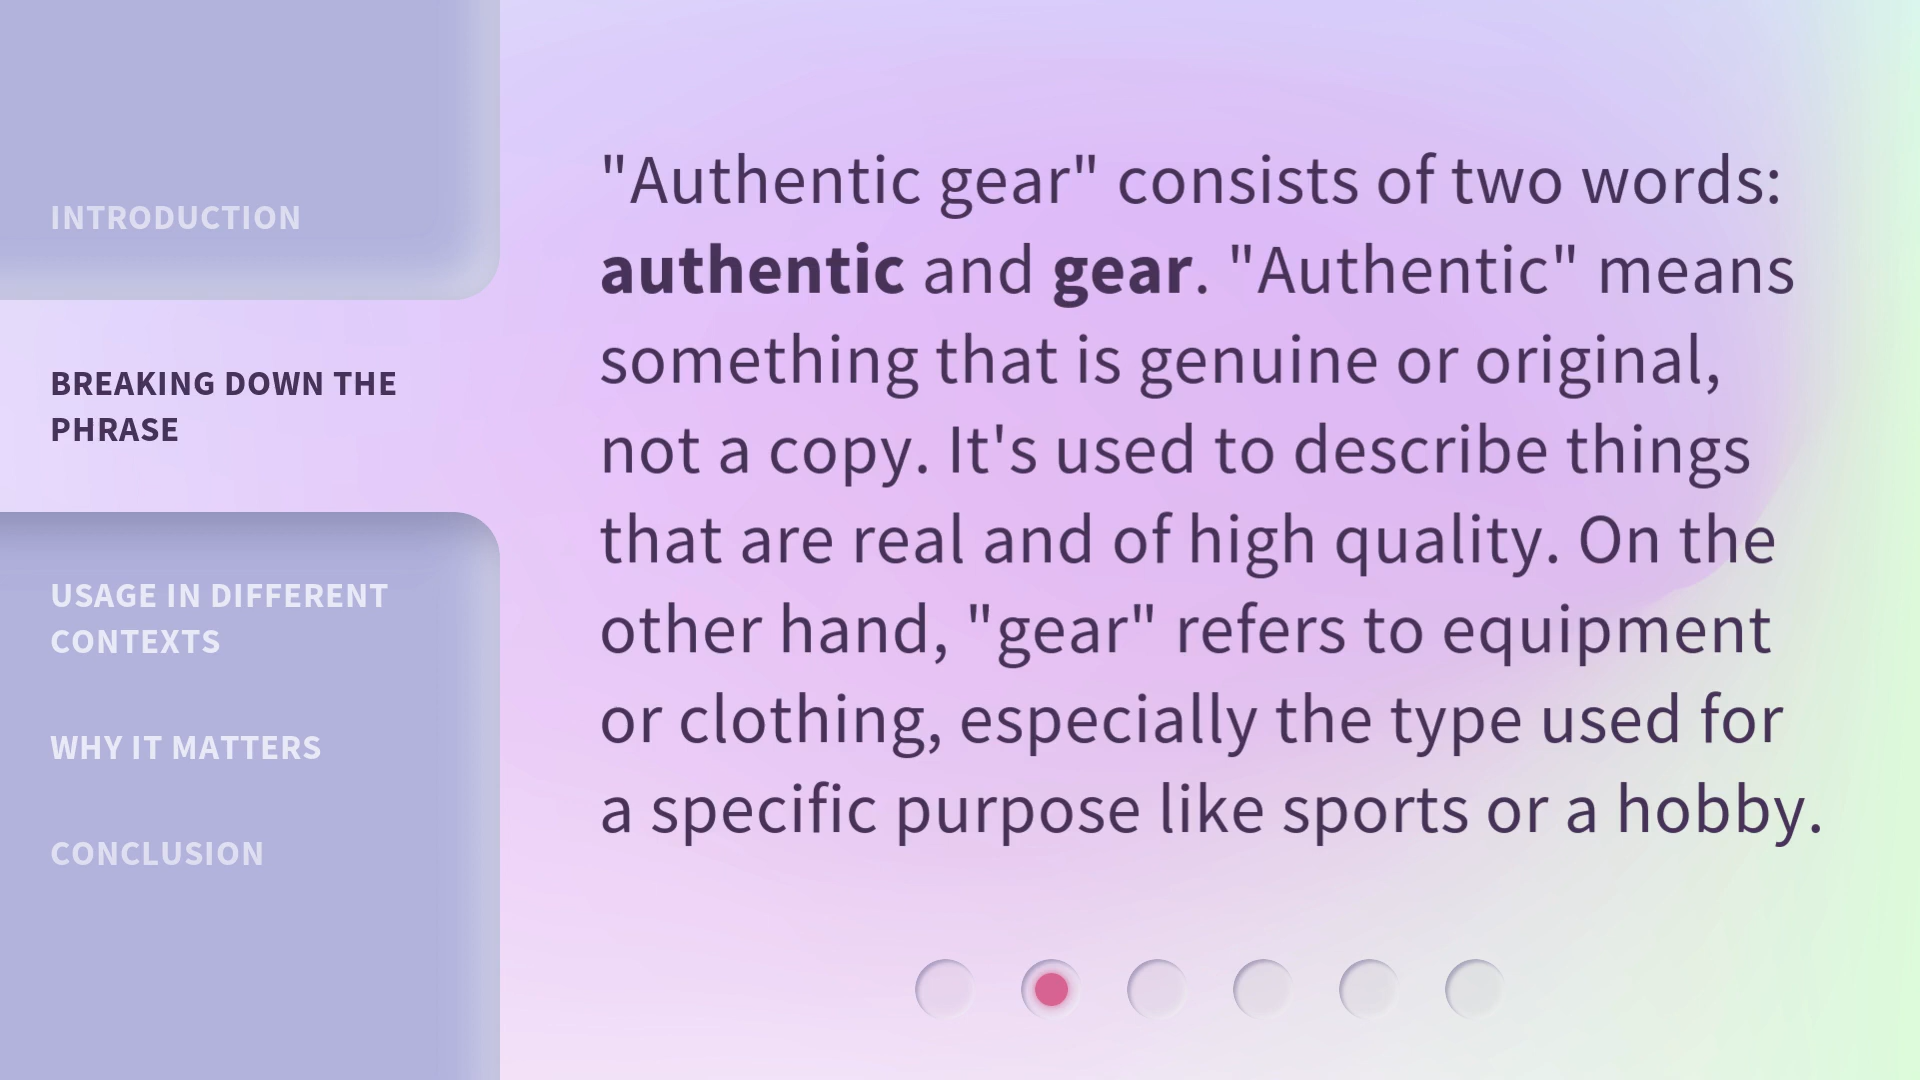 INTRODUCTION
BREAKING DOWN THE
PHRASE
USAGE IN DIFFERENT
CONTEXTS
WHY IT MATTERS
CONCLUSION
"Authentic gear" consists of two words:
authentic and gear. "Authentic" means
something that is genuine or original,
not a copy. It's used to describe things
that are real and of high quality. On the
other hand, "gear" refers to equipment
or clothing, especially the type used for
a specific purpose like sports or a hobby.